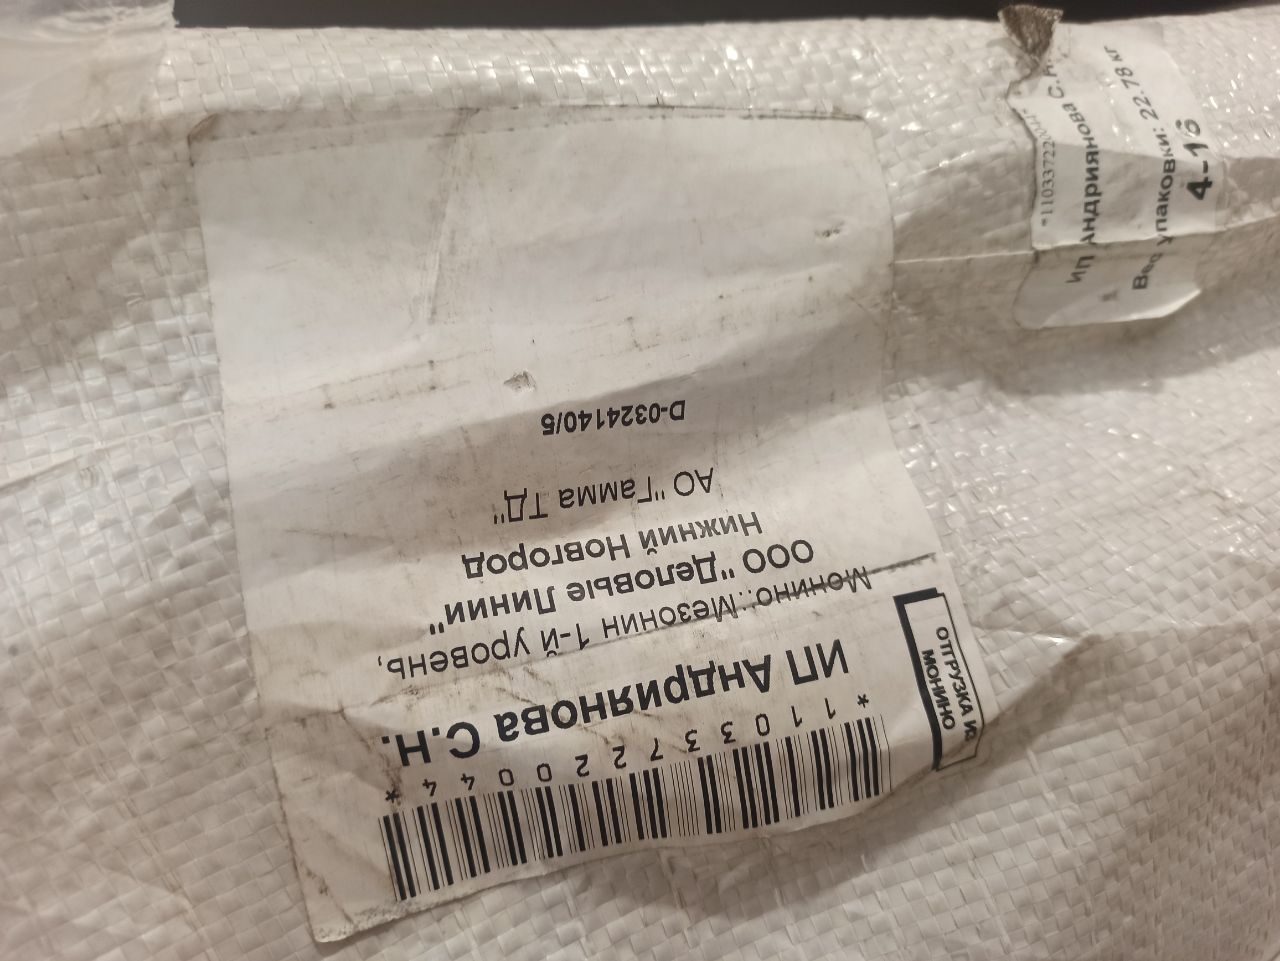 *110337220044*
ИП Андриянова С.Н.
Монино.:Мезонин 1-й уровень,
ООО "Деловые Линии"
Нижний Новгород
АО "Гамма ТД"
D-0324140/5
ОТГРУЗКА ИЗ
МОНИНО
*110337220044*
ИП Андриянова С.Н.
Вес упаковки: 22.78 кг
4-16